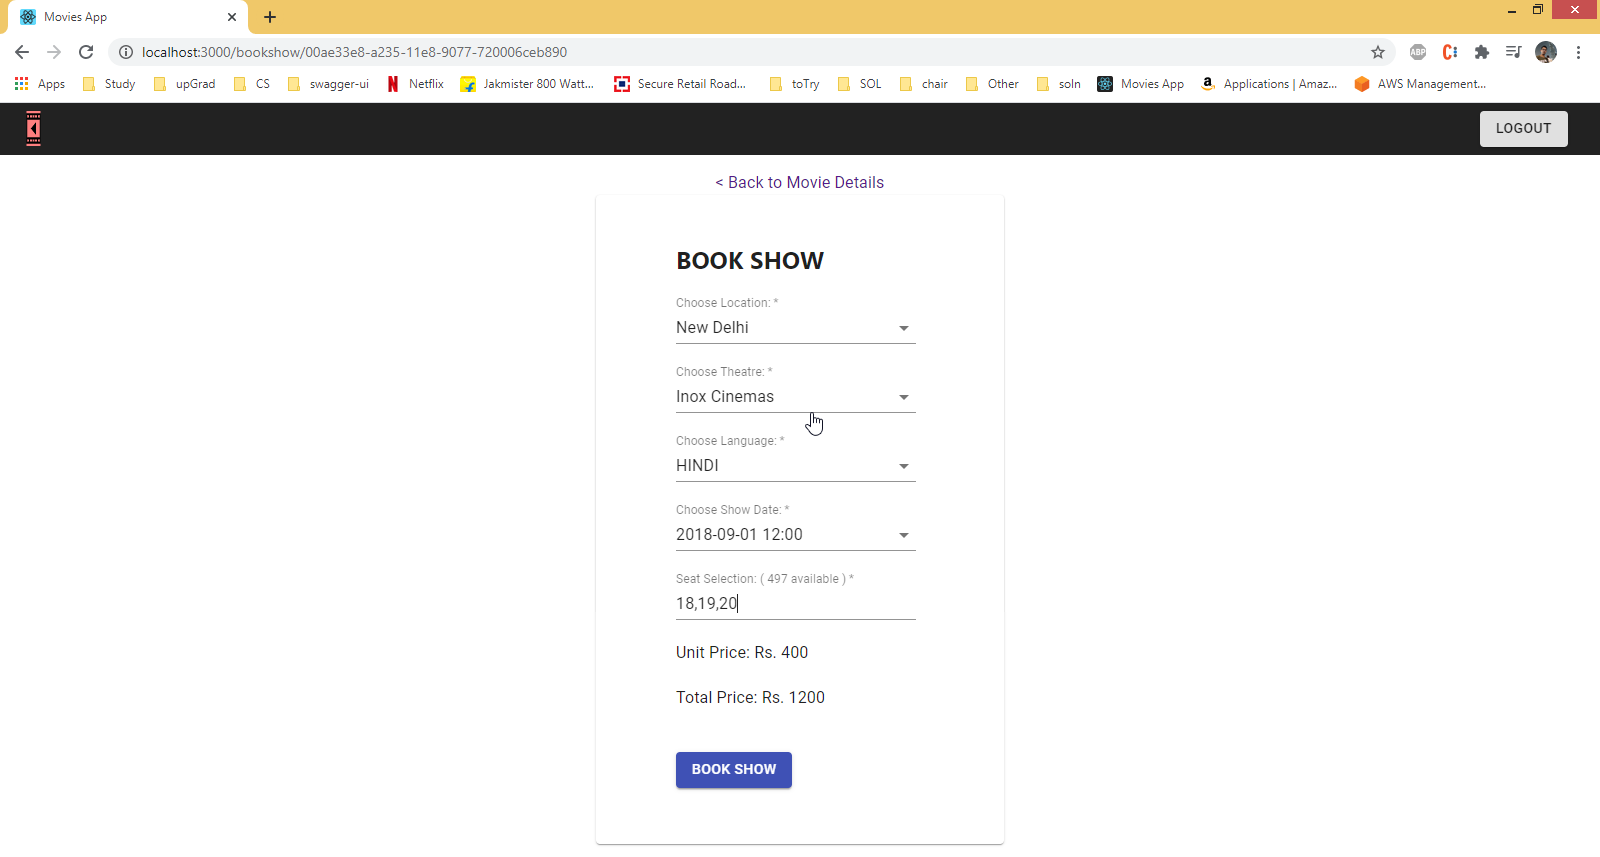 Movies App
localhost:3000/bookshow/00ae33e8-a235-11e8-9077-720006ceb890
ABP
Apps Study upGrad CS swagger-ui Netflix Jakmister 800 Watt... Secure Retail Road... toTry SOL chair Other soln Movies App Applications | Amaz... AWS Management...
LOGOUT
< Back to Movie Details
BOOK SHOW
Choose Location: *
New Delhi
Choose Theatre: *
Inox Cinemas
Choose Language: *
HINDI
Choose Show Date: *
2018-09-01 12:00
Seat Selection: ( 497 available ) *
18,19,20
Unit Price: Rs. 400
Total Price: Rs. 1200
BOOK SHOW